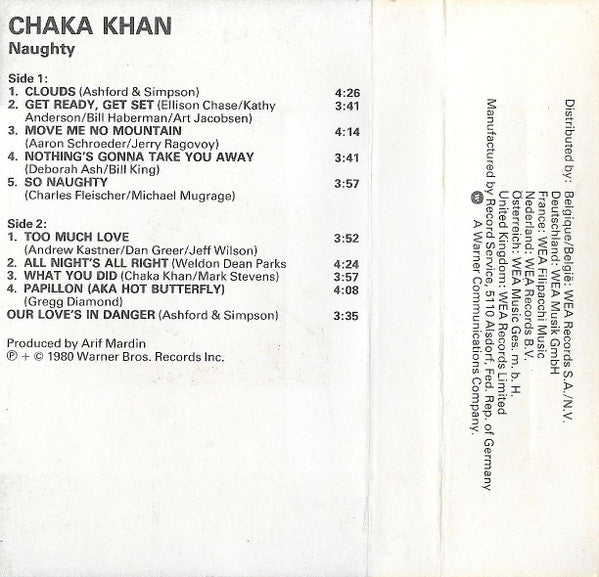 CHAKA KHAN
Naughty
Side 1:
1. CLOUDS (Ashford & Simpson) 4:26
2. GET READY, GET SET (Ellison Chase/Kathy 3:41
Anderson/Bill Haberman/Art Jacobsen)
3. MOVE ME NO MOUNTAIN 4:14
(Aaron Schroeder/Jerry Ragovoy)
4. NOTHING'S GONNA TAKE YOU AWAY 3:41
(Deborah Ash/Bill King)
5. SO NAUGHTY 3:57
(Charles Fleischer/Michael Mugrage)
Side 2:
1. TOO MUCH LOVE 3:52
(Andrew Kastner/Dan Greer/Jeff Wilson)
2. ALL NIGHT'S ALL RIGHT (Weldon Dean Parks 4:24
3. WHAT YOU DID (Chaka Khan/Mark Stevens) 3:57
4. PAPILLON (AKA HOT BUTTERFLY) 4:08
(Gregg Diamond)
OUR LOVE'S IN DANGER (Ashford & Simpson) 3:35
Produced by Arif Mardin
℗ + © 1980 Warner Bros. Records Inc.
Distributed by: Belgique/België: WEA Records S.A./N.V.
Deutschland: WEA Musik GmbH
France: WEA Filipacchi Music
Nederland: WEA Records B.V.
Österreich: WEA Music Ges. m. b. H.
United Kingdom: WEA Records Limited
Manufactured by Record Service, 5110 Alsdorf, Fed. Rep. of Germany
A Warner Communications Company.